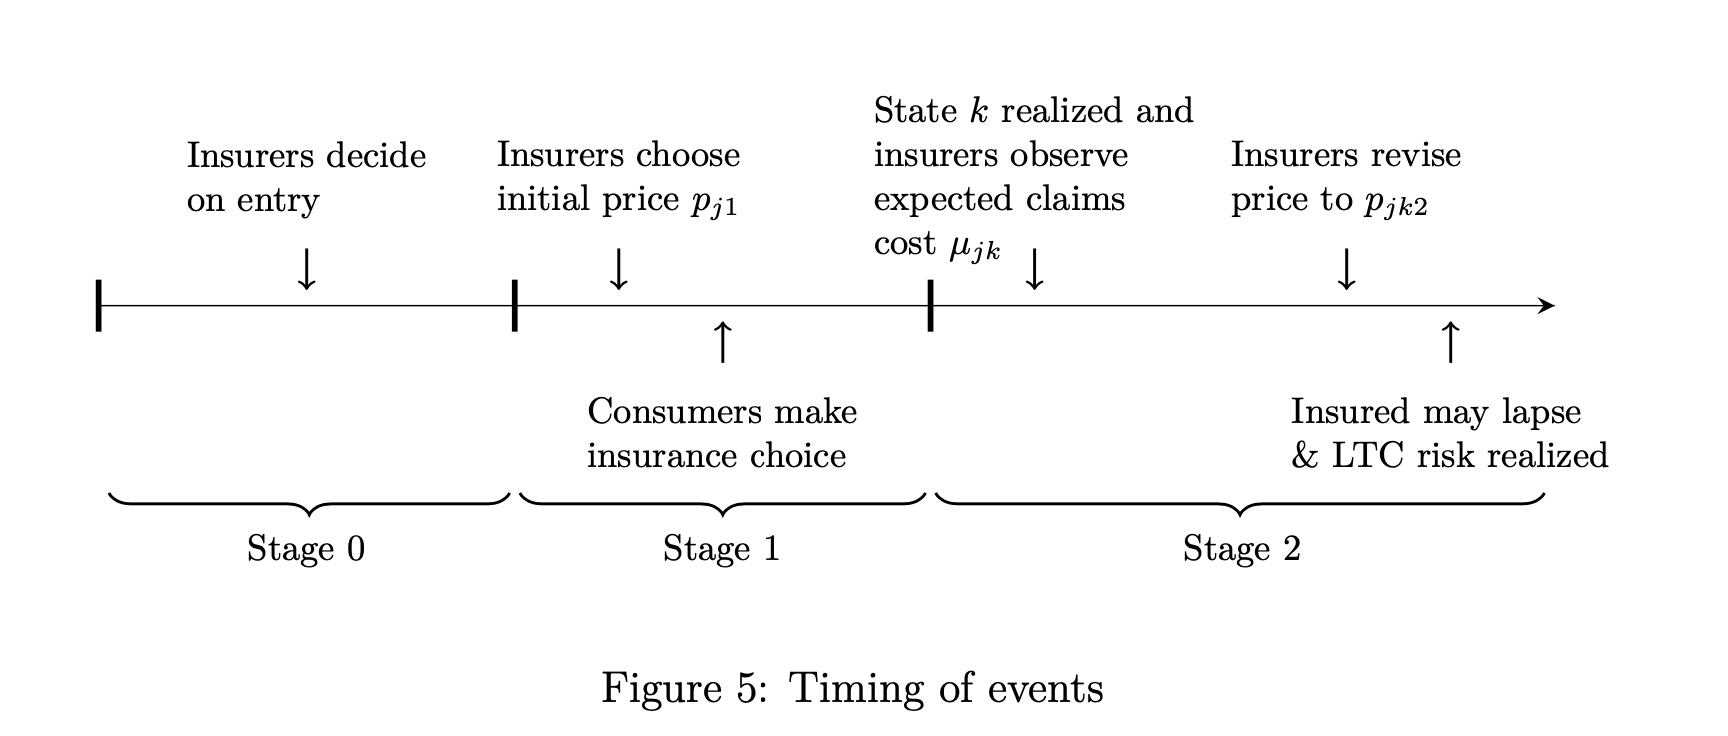 Insurers decide
on entry
Insurers choose
initial price p_{j1}
State k realized and
insurers observe
expected claims
cost μ_{jk}
Insurers revise
price to p_{jk2}
Consumers make
insurance choice
Insured may lapse
& LTC risk realized
Stage 0
Stage 1
Stage 2
Figure 5: Timing of events